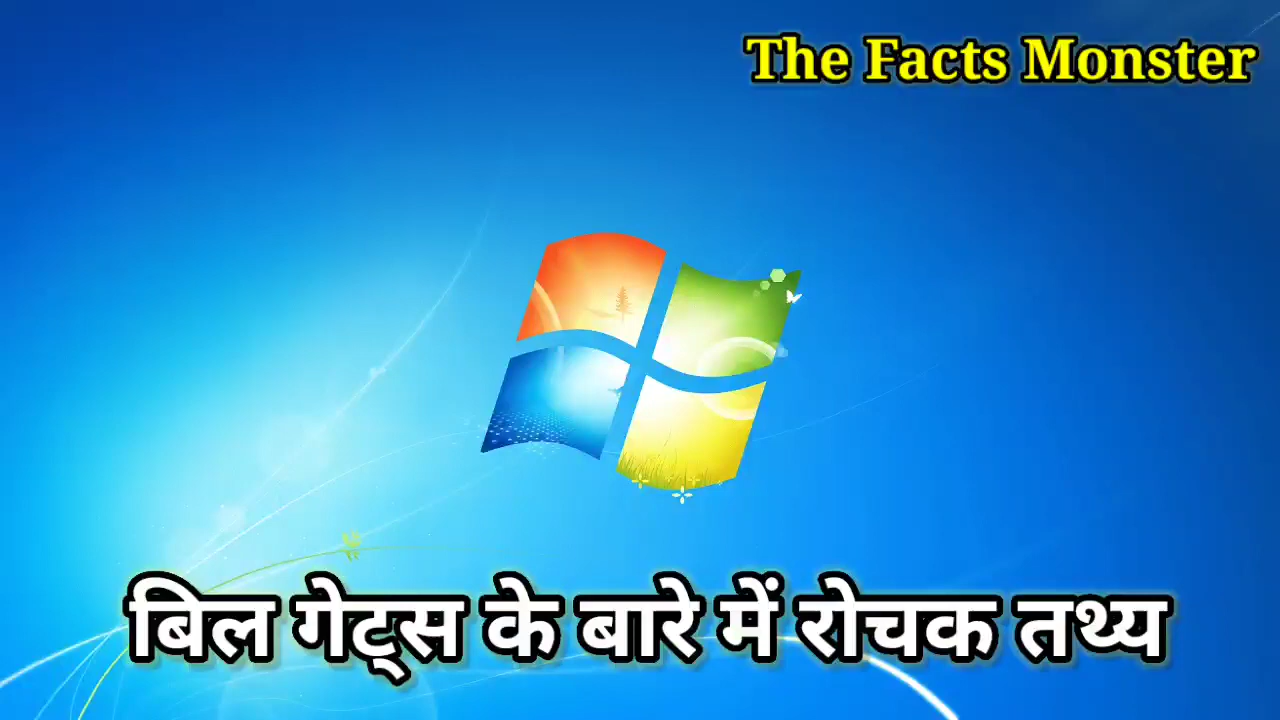 The Facts Monster
बिल गेट्स के बारे में रोचक तथ्य